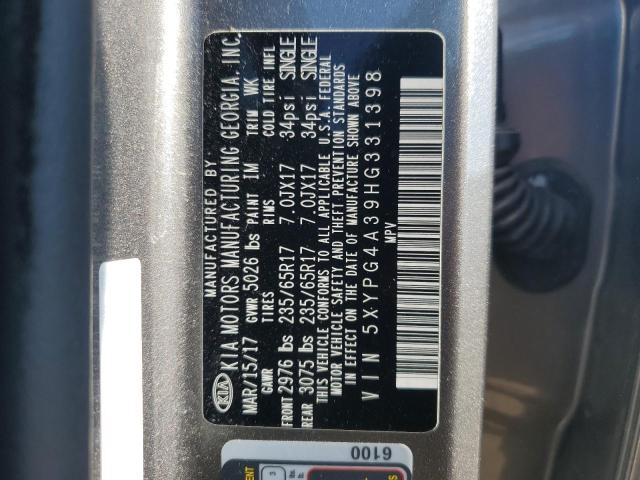 MANUFACTURED BY
KIA KIA MOTORS MANUFACTURING GEORGIA, INC.
MAR/15/17 GVWR 5026 lbs PAINT 1M TRIM WK
GAWR TIRES RIMS COLD TIRE INFL
FRONT 2976 lbs 235/65R17 7.0JX17 34psi SINGLE
REAR 3075 lbs 235/65R17 7.0JX17 34psi SINGLE
THIS VEHICLE CONFORMS TO ALL APPLICABLE U.S.A. FEDERAL
MOTOR VEHICLE SAFETY AND THEFT PREVENTION STANDARDS
IN EFFECT ON THE DATE OF MANUFACTURE SHOWN ABOVE
VIN 5XYPG4A39HG331398
MPV
6100
3